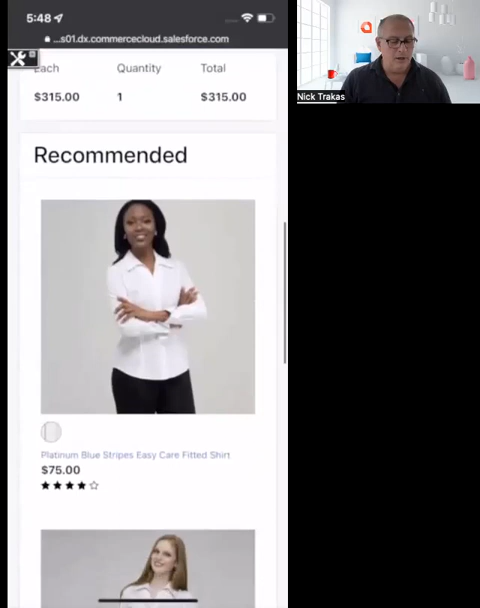 5:48
...s01.dx.commercecloud.salesforce.com
Each Quantity Total
$315.00 1 $315.00
Recommended
Platinum Blue Stripes Easy Care Fitted Shirt
$75.00
Nick Trakas